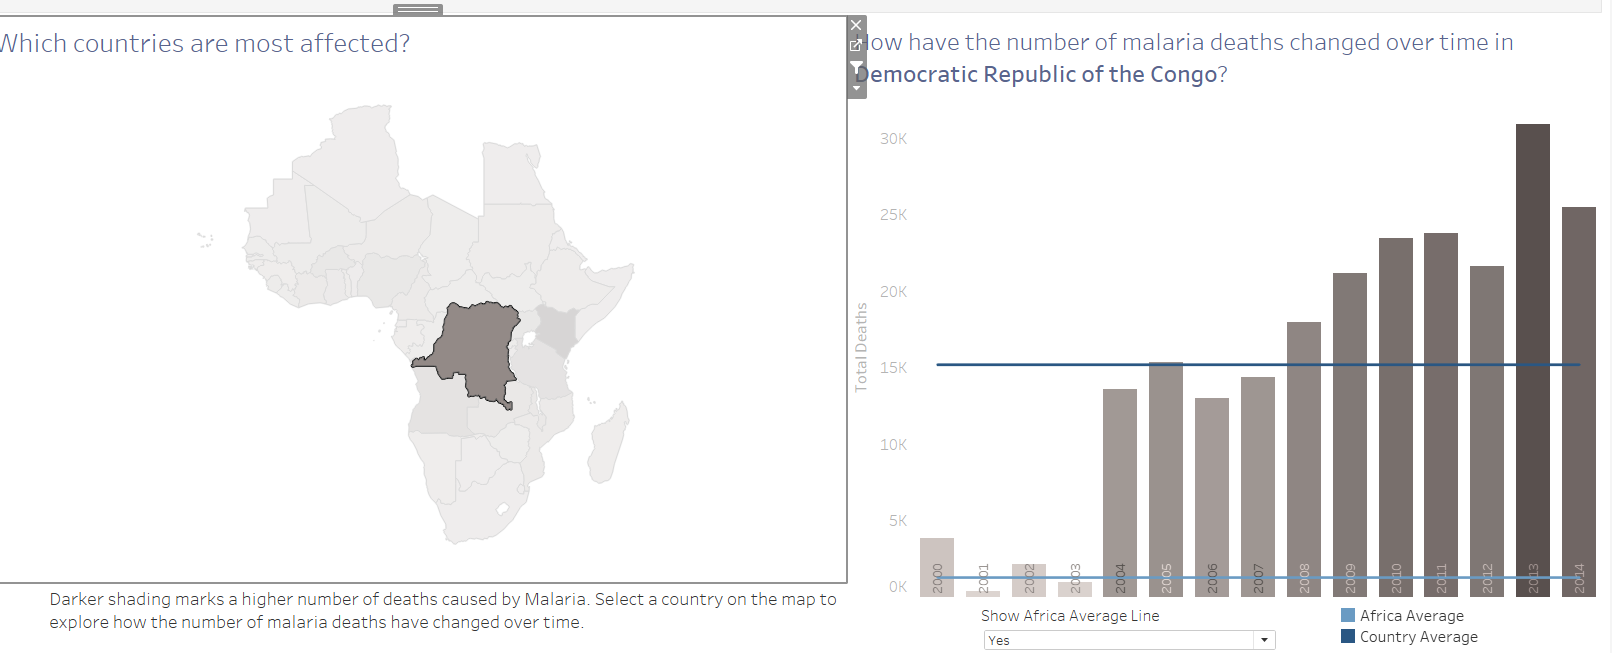 Which countries are most affected?
How have the number of malaria deaths changed over time in
Democratic Republic of the Congo?
30K
25K
20K
15K
10K
5K
0K
Total Deaths
2000
2001
2002
2003
2004
2005
2006
2007
2008
2009
2010
2011
2012
2013
2014
Darker shading marks a higher number of deaths caused by Malaria. Select a country on the map to
explore how the number of malaria deaths have changed over time.
Show Africa Average Line
Yes
Africa Average
Country Average